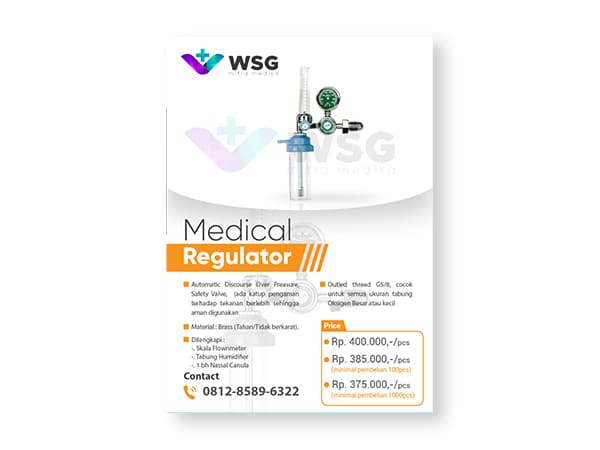 WSG
mitra medika
WSG
mitra medika
Medical
Regulator
Automatic Discourse Over Preasure,
Safety Valve, (ada katup pengaman
terhadap tekanan berlebih sehingga
aman digunakan
Material : Brass (Tahan/Tidak berkarat).
Dilengkapi :
-. Skala Flowrmeter
-. Tabung Humidifier
-. 1 bh Nassal Canula
Outled thread G5/8, cocok
untuk semua ukuran tabung
Oksigen Besar atau kecil
Price
Rp. 400.000,-/pcs
Rp. 385.000,-/pcs
(minimal pembelian 100pcs)
Rp. 375.000,-/pcs
(minimal pembelian 1000pcs)
Contact
0812-8589-6322